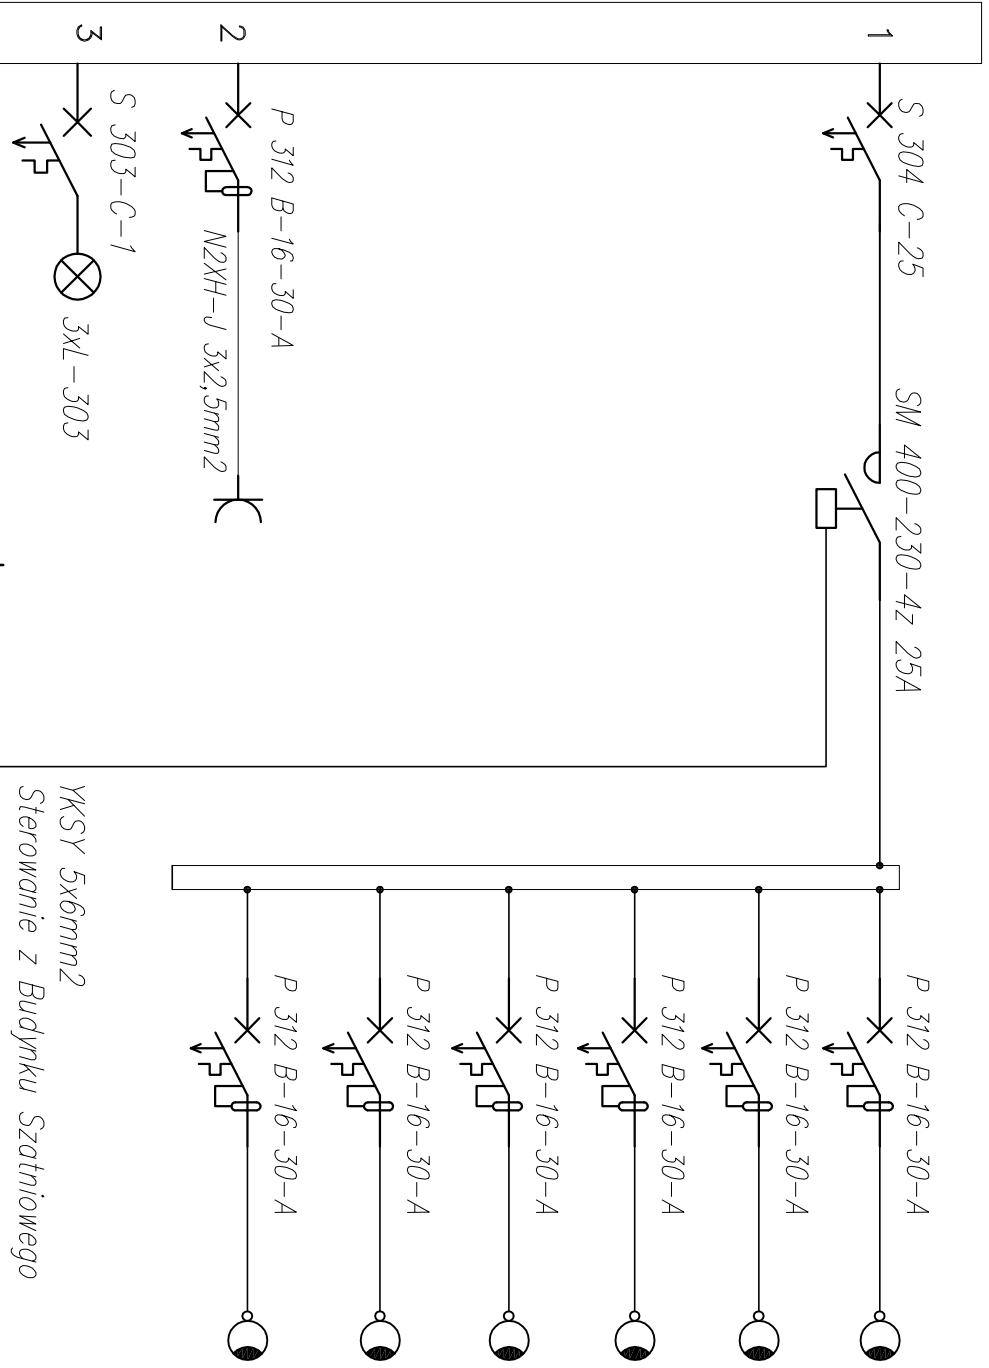 1
S 304 C-25
SM 400-230-4z 25A
P 312 B-16-30-A
P 312 B-16-30-A
P 312 B-16-30-A
P 312 B-16-30-A
P 312 B-16-30-A
P 312 B-16-30-A
2
P 312 B-16-30-A
N2XH-J 3x2,5mm2
3
S 303-C-1
3xL-303
YKSY 5x6mm2
Sterowanie z Budynku Szatniowego